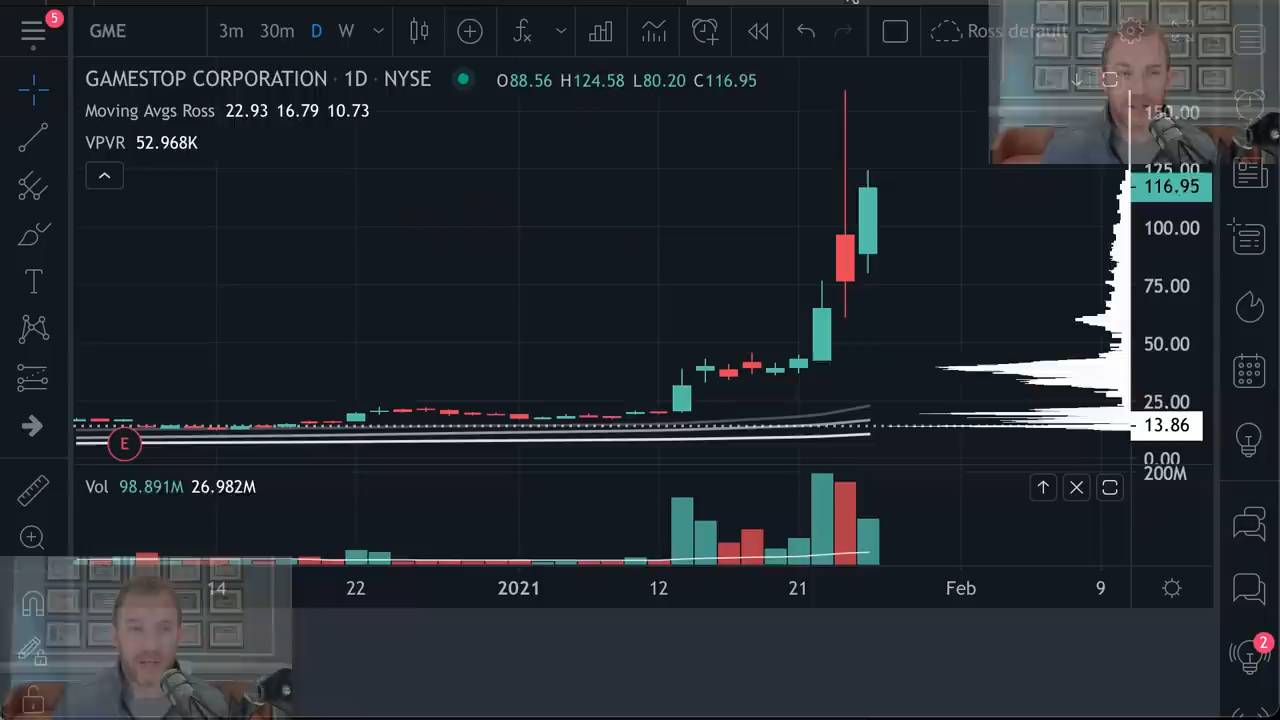 5
GME
3m 30m D W
Ross default
GAMESTOP CORPORATION · 1D · NYSE
O88.56 H124.58 L80.20 C116.95
Moving Avgs Ross 22.93 16.79 10.73
VPVR 52.968K
150.00
125.00
116.95
100.00
75.00
50.00
25.00
13.86
0.00
E
200M
Vol 98.891M 26.982M
14 22 2021 12 21 Feb 9
2